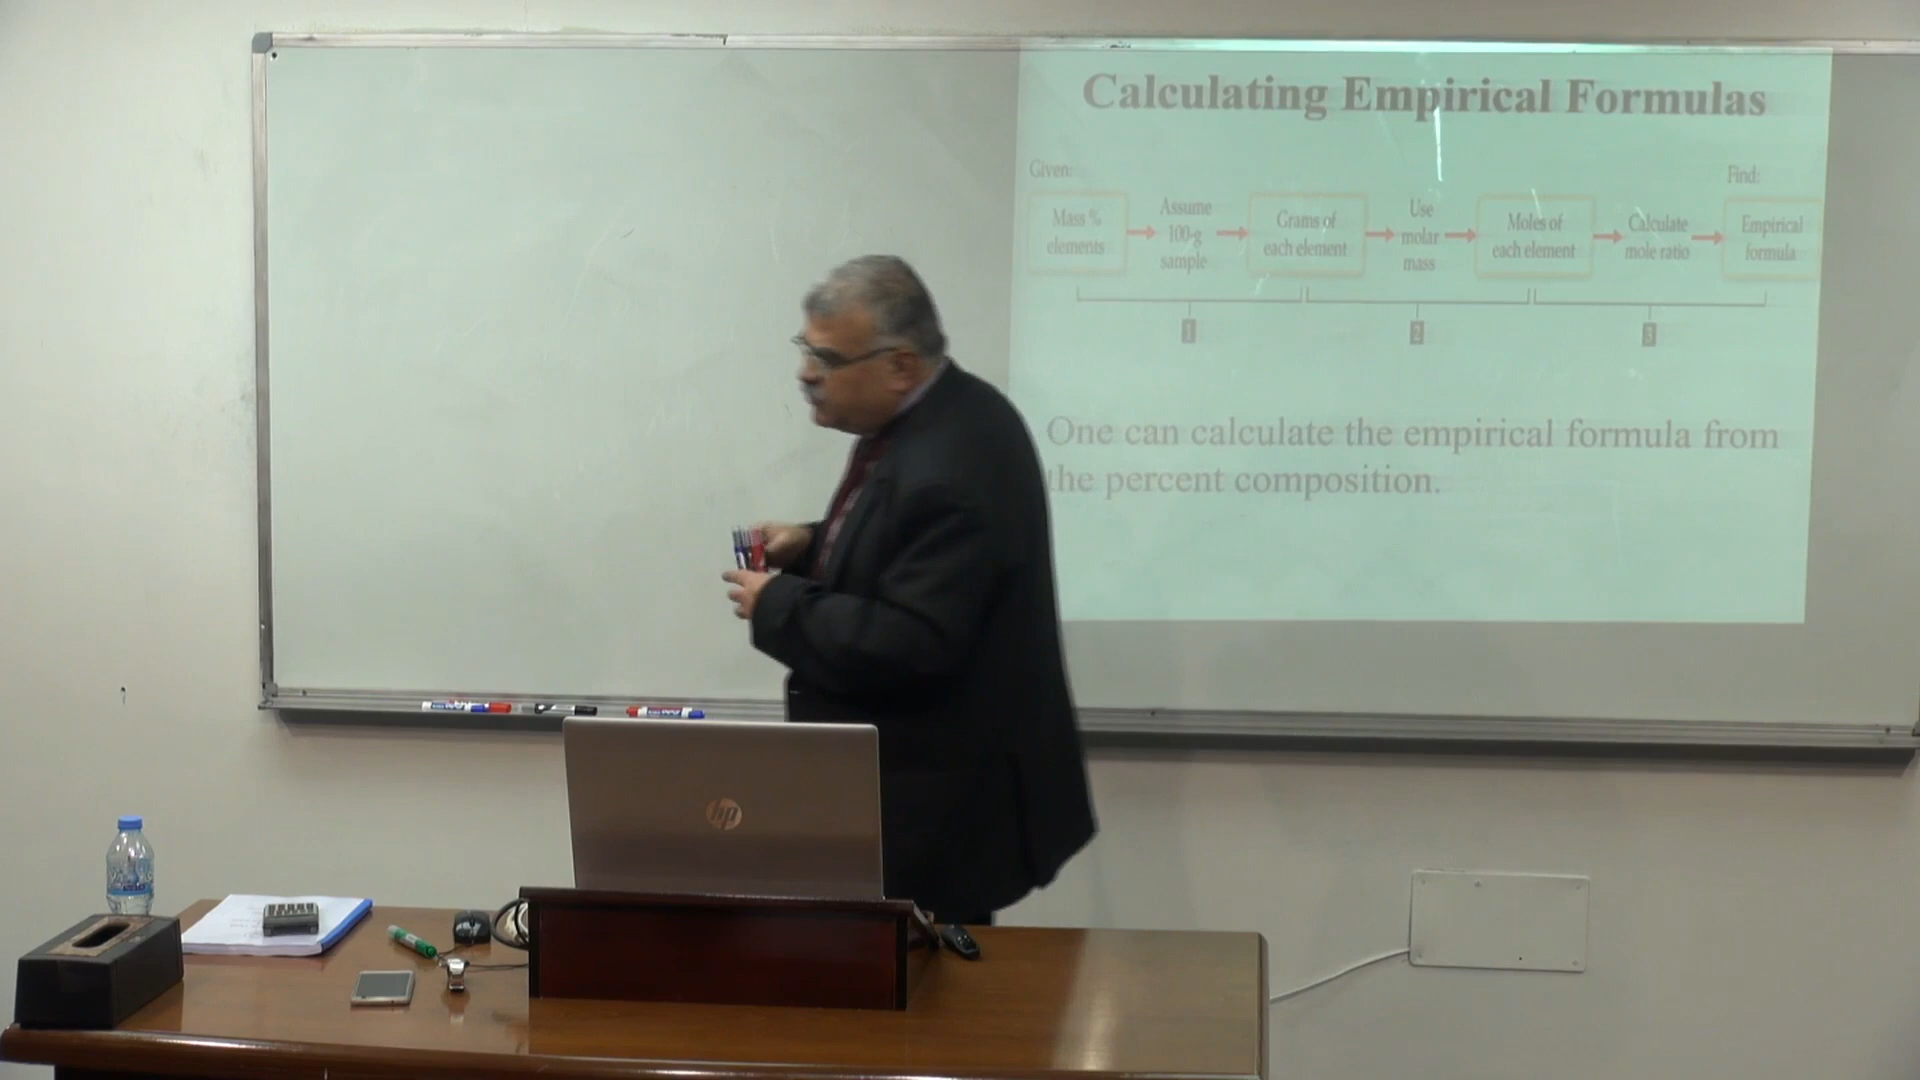 Calculating Empirical Formulas
Given:
Find:
Mass %
elements
Assume
100-g
sample
Grams of
each element
Use
molar
mass
Moles of
each element
Calculate
mole ratio
Empirical
formula
1
2
3
One can calculate the empirical formula from
the percent composition.
hp